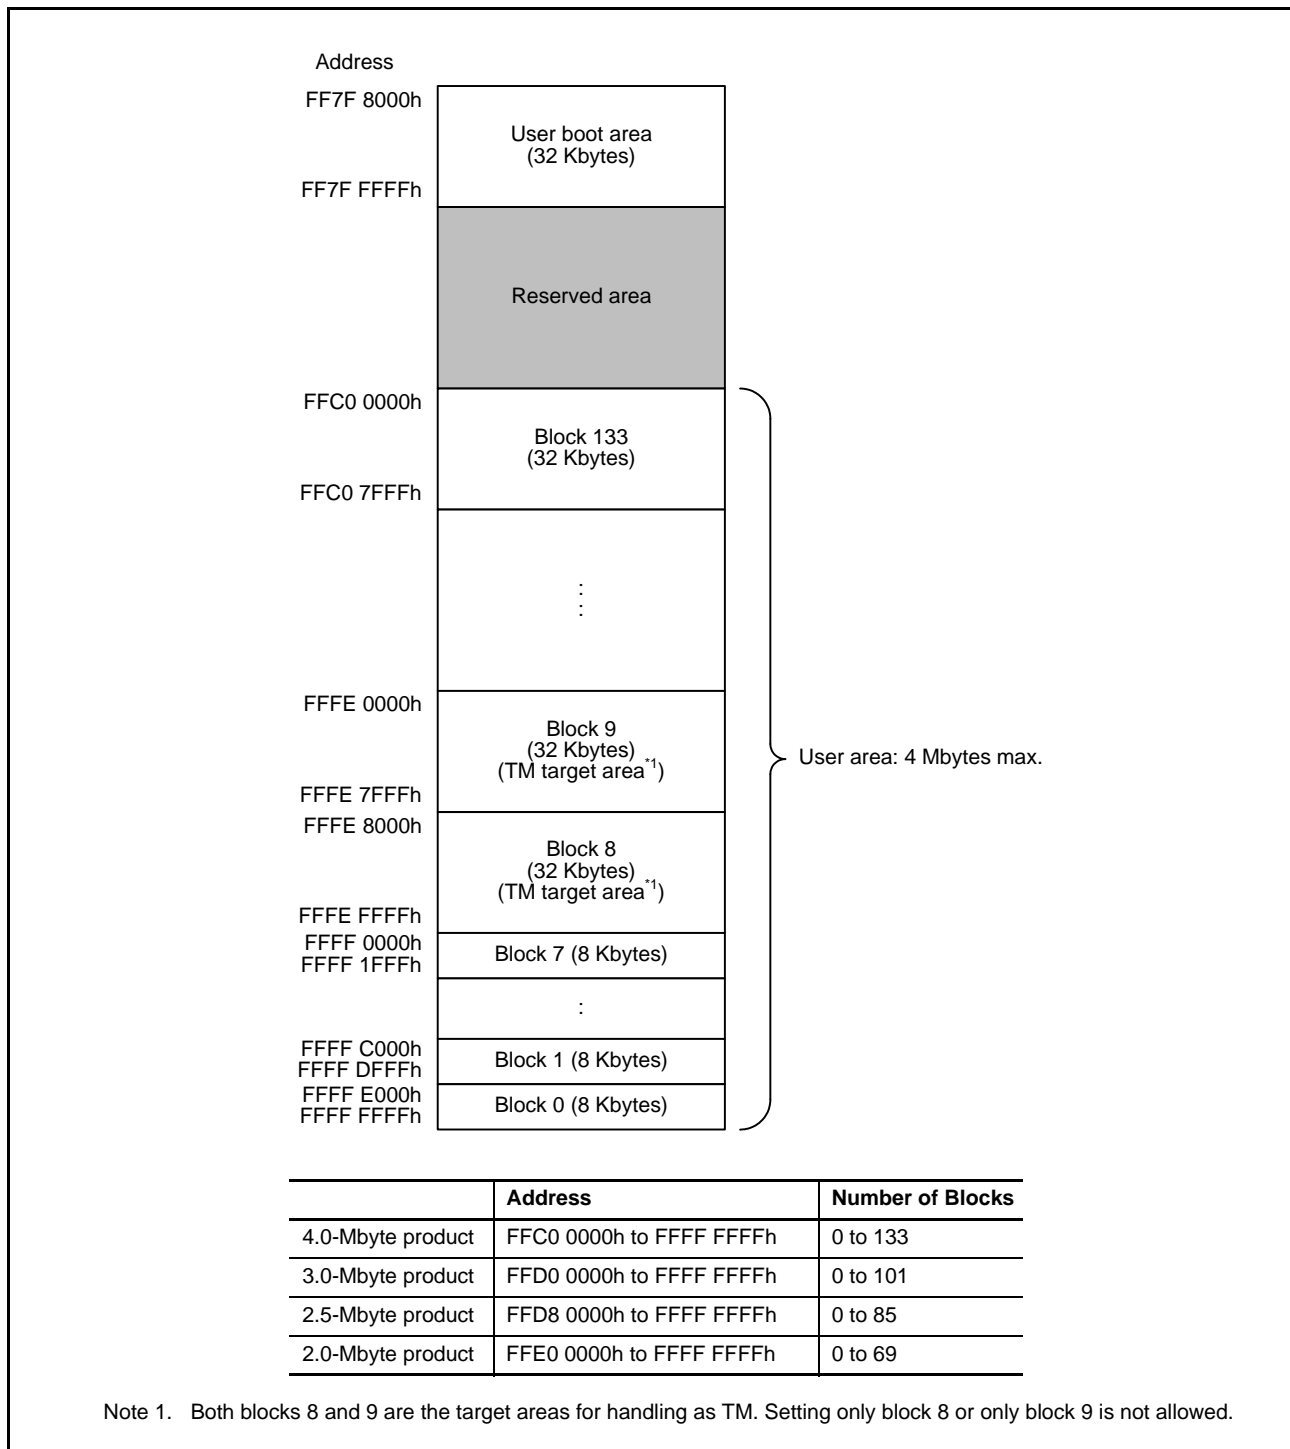 Address
FF7F 8000h
User boot area
(32 Kbytes)
FF7F FFFFh
Reserved area
FFC0 0000h
Block 133
(32 Kbytes)
FFC0 7FFFh
:
:
FFFE 0000h
Block 9
(32 Kbytes)
(TM target area*1)
User area: 4 Mbytes max.
FFFE 7FFFh
FFFE 8000h
Block 8
(32 Kbytes)
(TM target area*1)
FFFE FFFFh
FFFF 0000h
Block 7 (8 Kbytes)
FFFF 1FFFh
:
FFFF C000h
Block 1 (8 Kbytes)
FFFF DFFFh
FFFF E000h
Block 0 (8 Kbytes)
FFFF FFFFh
Address Number of Blocks
4.0-Mbyte product FFC0 0000h to FFFF FFFFh 0 to 133
3.0-Mbyte product FFD0 0000h to FFFF FFFFh 0 to 101
2.5-Mbyte product FFD8 0000h to FFFF FFFFh 0 to 85
2.0-Mbyte product FFE0 0000h to FFFF FFFFh 0 to 69
Note 1. Both blocks 8 and 9 are the target areas for handling as TM. Setting only block 8 or only block 9 is not allowed.